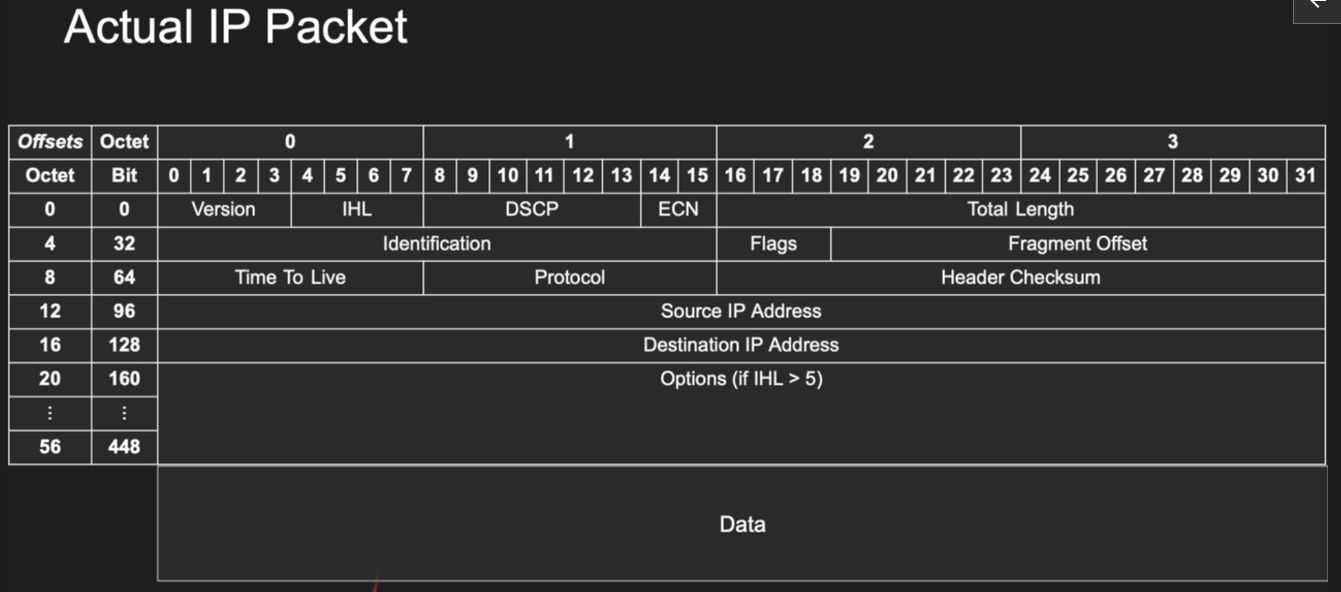 Actual IP Packet
Offsets Octet 0 1 2 3
Octet Bit 0 1 2 3 4 5 6 7 8 9 10 11 12 13 14 15 16 17 18 19 20 21 22 23 24 25 26 27 28 29 30 31
0 0 Version IHL DSCP ECN Total Length
4 32 Identification Flags Fragment Offset
8 64 Time To Live Protocol Header Checksum
12 96 Source IP Address
16 128 Destination IP Address
20 160 Options (if IHL > 5)
⋮ ⋮
56 448
Data